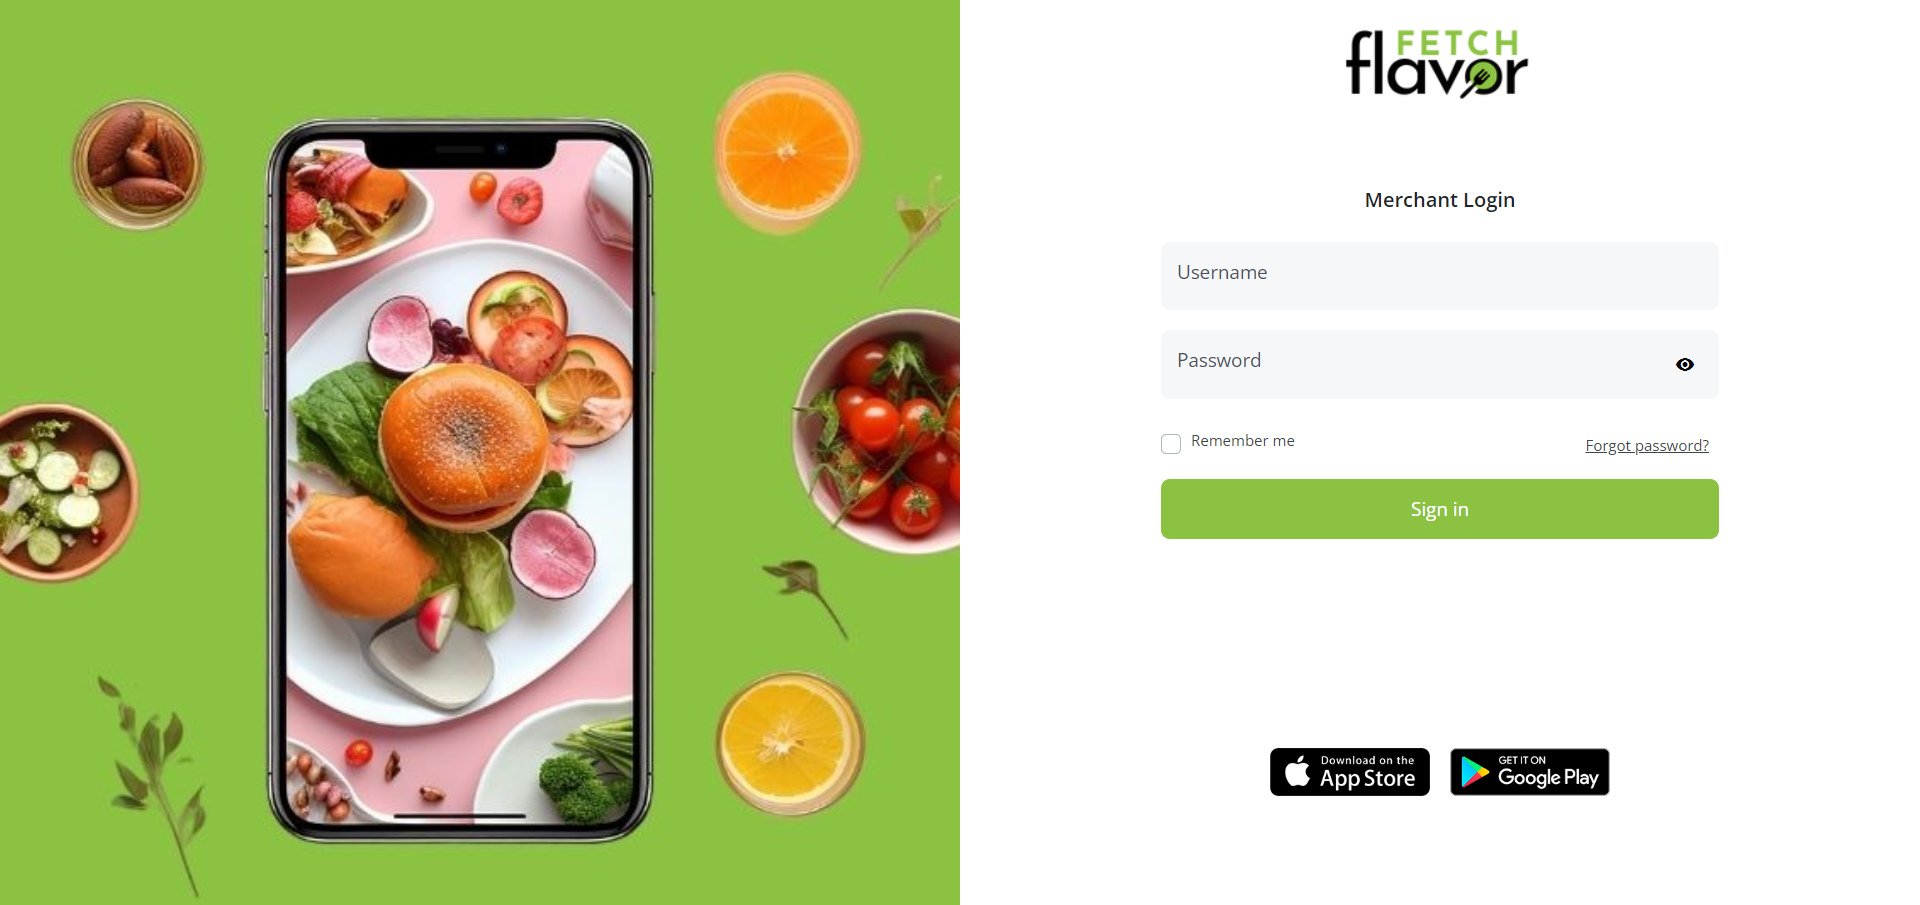 FETCH
flavor
Merchant Login
Username
Password
Remember me
Forgot password?
Sign in
Download on the
App Store
GET IT ON
Google Play